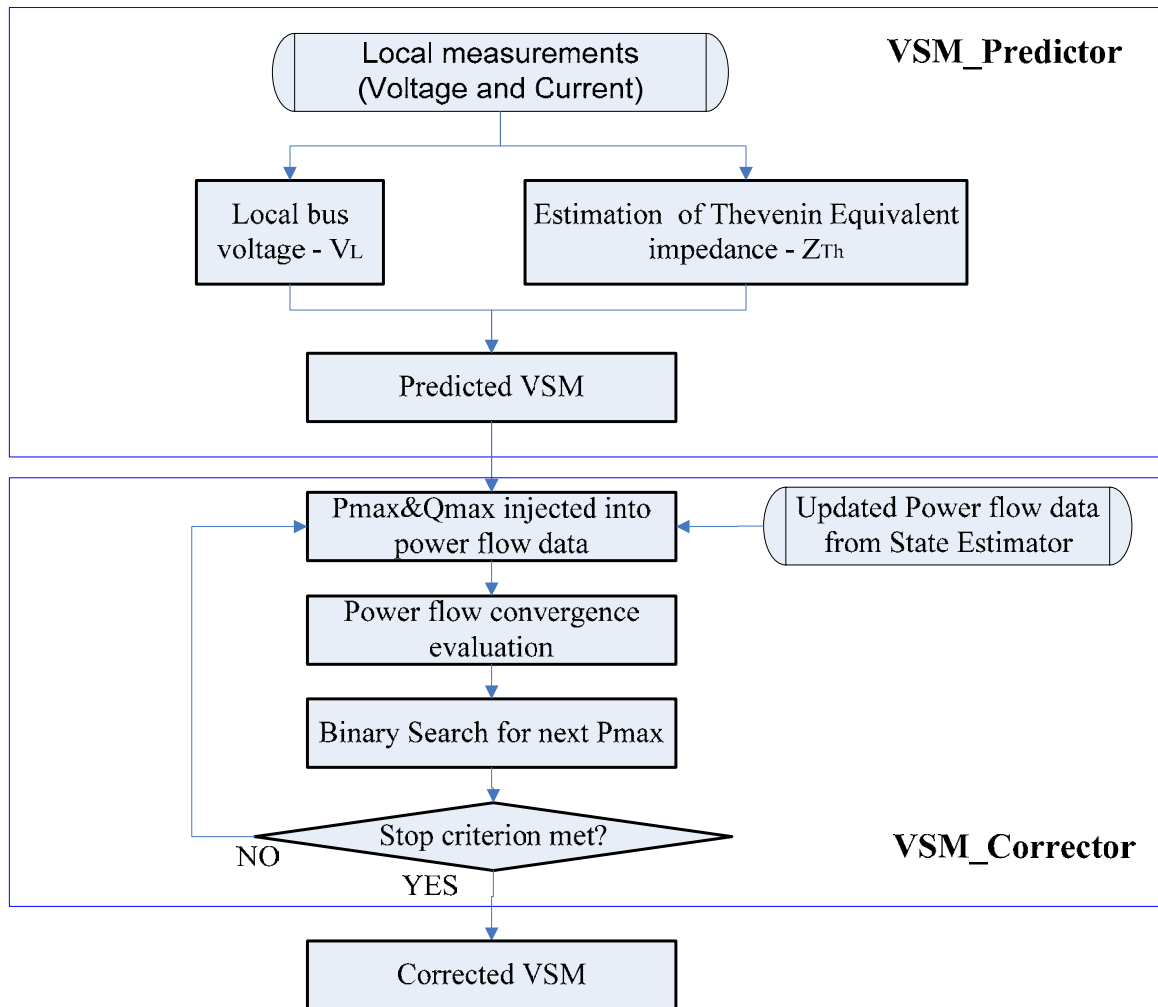 Local measurements
(Voltage and Current)
VSM_Predictor
Local bus
voltage - VL
Estimation of Thevenin Equivalent
impedance - ZTh
Predicted VSM
Pmax&Qmax injected into
power flow data
Updated Power flow data
from State Estimator
Power flow convergence
evaluation
Binary Search for next Pmax
Stop criterion met?
NO
YES
VSM_Corrector
Corrected VSM